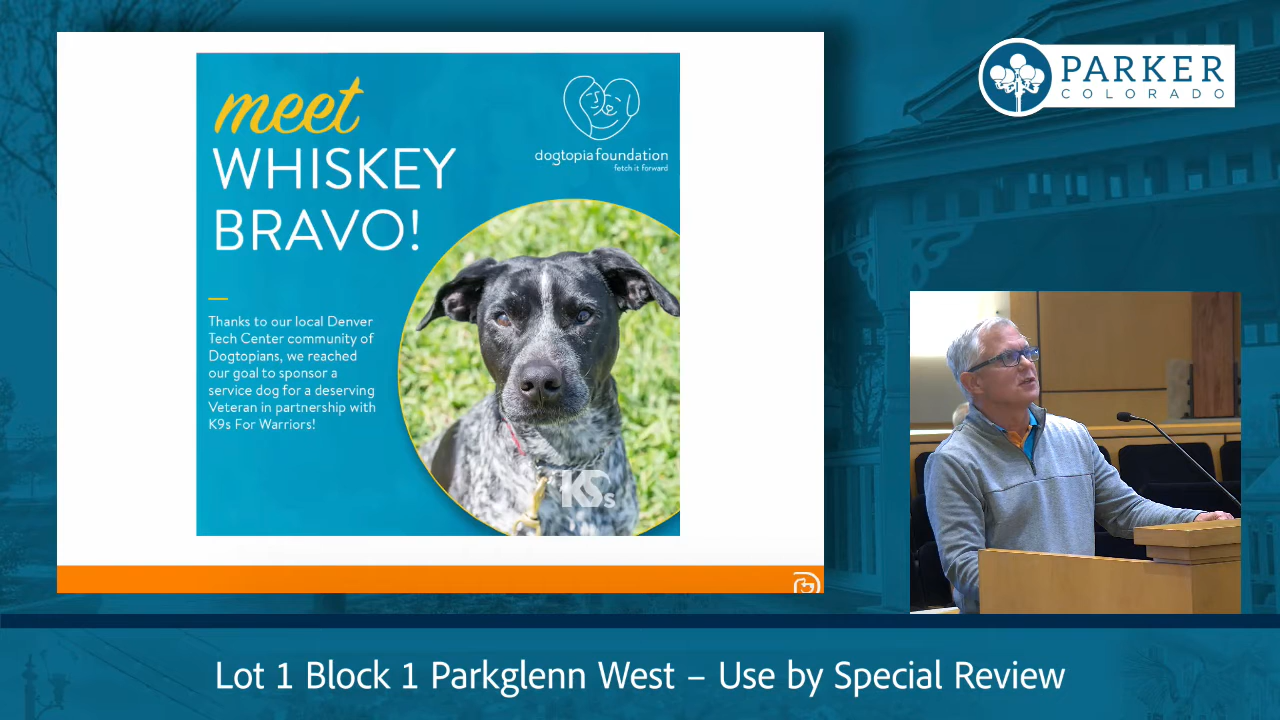 meet
WHISKEY
BRAVO!
dogtopia foundation
fetch it forward
Thanks to our local Denver
Tech Center community of
Dogtopians, we reached
our goal to sponsor a
service dog for a deserving
Veteran in partnership with
K9s For Warriors!
K9s
PARKER
COLORADO
Lot 1 Block 1 Parkglenn West – Use by Special Review